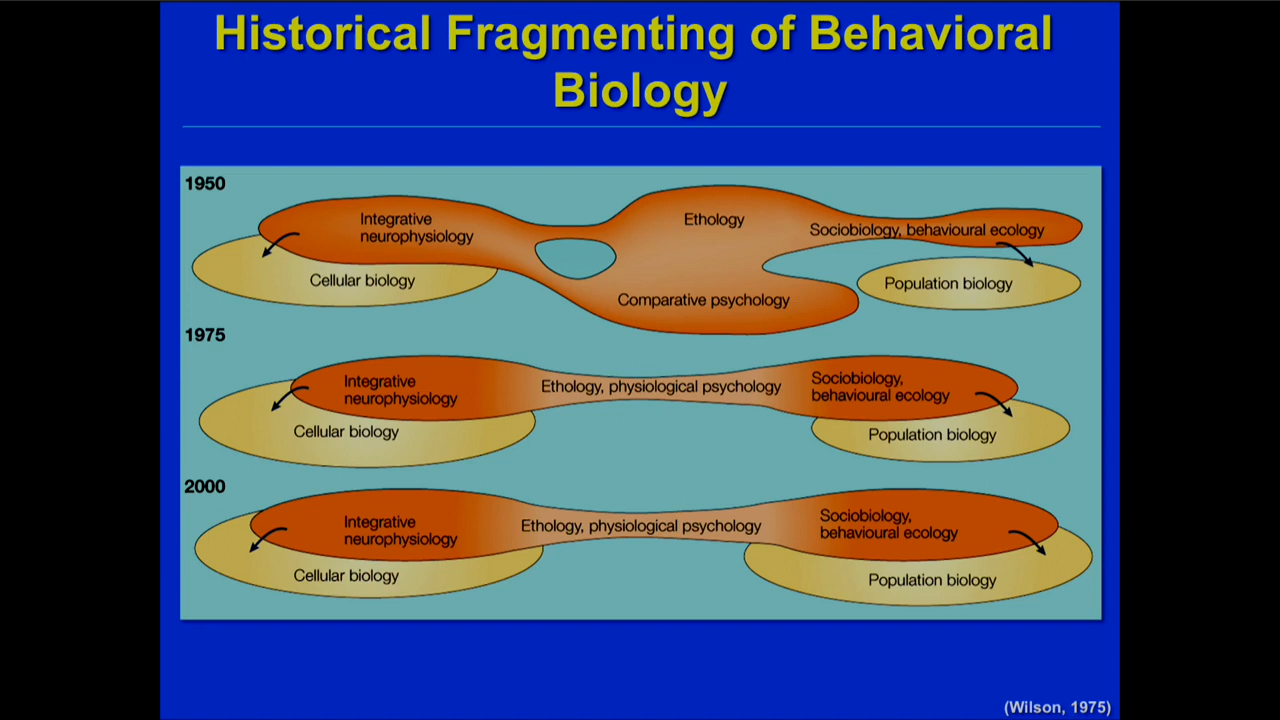 Historical Fragmenting of Behavioral
Biology
1950
Integrative
neurophysiology
Ethology
Sociobiology, behavioural ecology
Cellular biology
Population biology
Comparative psychology
1975
Integrative
neurophysiology
Ethology, physiological psychology
Sociobiology,
behavioural ecology
Cellular biology
Population biology
2000
Integrative
neurophysiology
Ethology, physiological psychology
Sociobiology,
behavioural ecology
Cellular biology
Population biology
(Wilson, 1975)